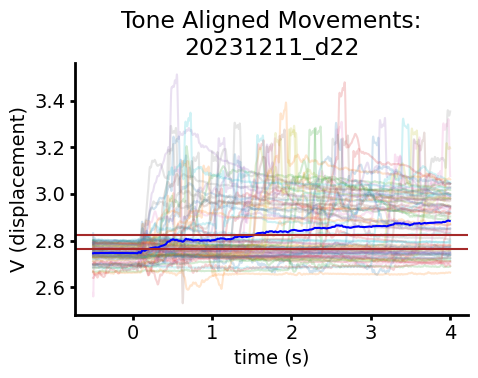 Tone Aligned Movements:
20231211_d22
V (displacement)
3.4
3.2
3.0
2.8
2.6
0 1 2 3 4
time (s)